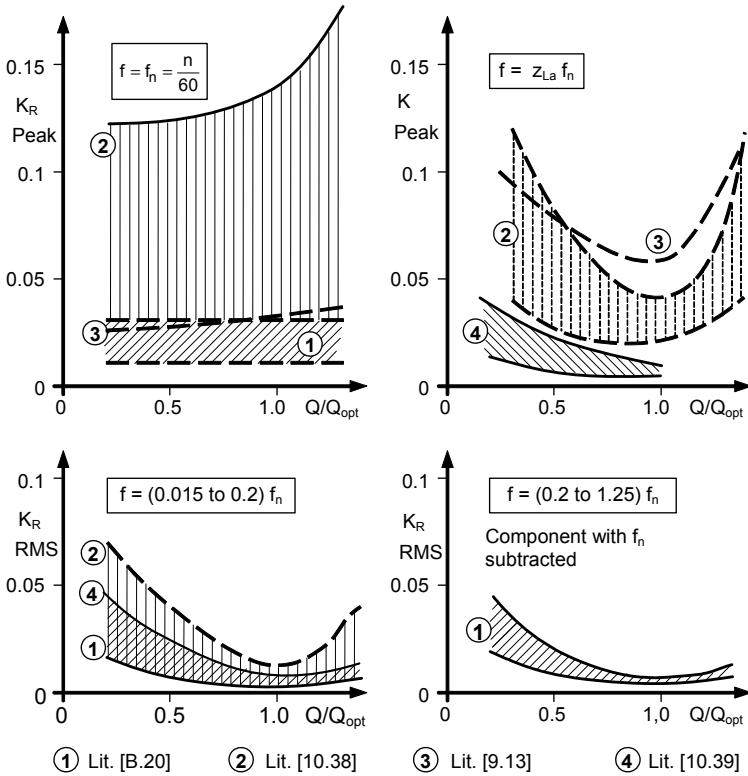 0.15
K_R
Peak
0.1
0.05
0
f = f_n = n/60
2
3
1
0 0.5 1.0 Q/Q_opt
0.15
K
Peak
0.1
0.05
0
f = z_La f_n
2
3
4
0 0.5 1.0 Q/Q_opt
0.1
K_R
RMS
0.05
0
f = (0.015 to 0.2) f_n
2
4
1
0 0.5 1.0 Q/Q_opt
0.1
K_R
RMS
0.05
0
f = (0.2 to 1.25) f_n
Component with f_n
subtracted
1
0 0.5 1,0 Q/Q_opt
1 Lit. [B.20] 2 Lit. [10.38] 3 Lit. [9.13] 4 Lit. [10.39]